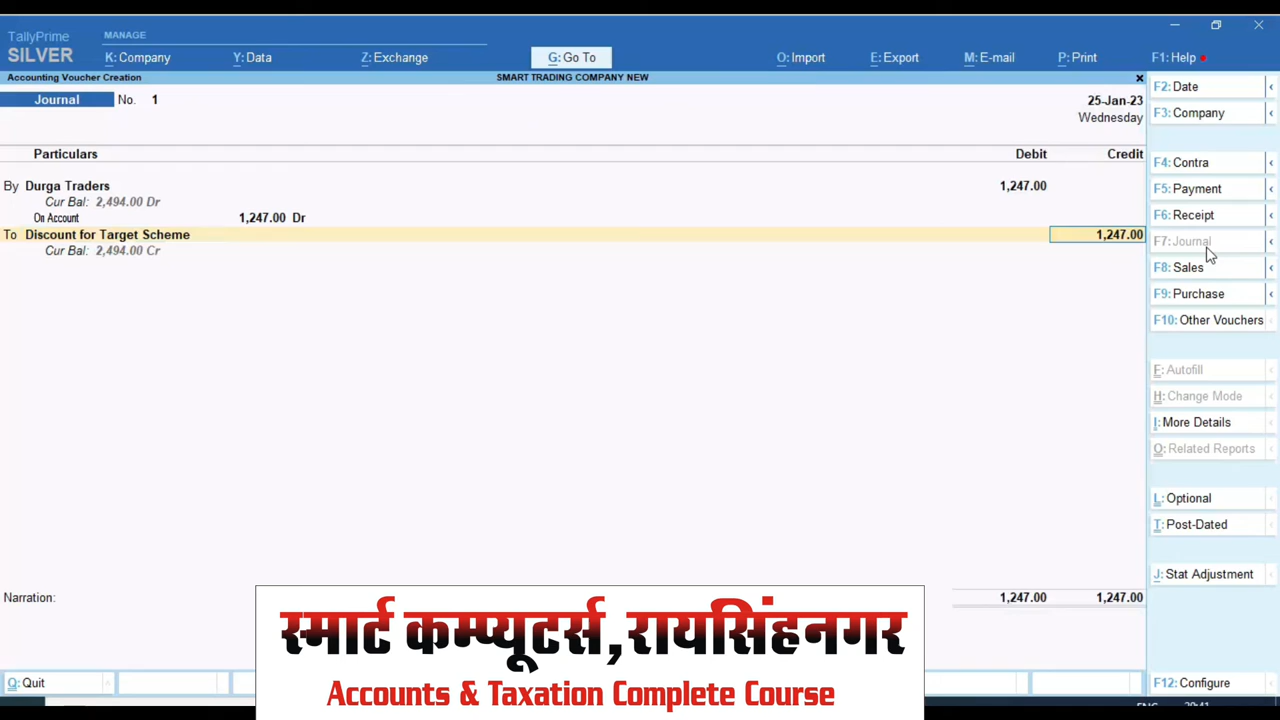 TallyPrime
SILVER
MANAGE
K: Company
Y: Data
Z: Exchange
G: Go To
O: Import
E: Export
M: E-mail
P: Print
F1: Help
Accounting Voucher Creation
SMART TRADING COMPANY NEW
Journal No. 1
25-Jan-23
Wednesday
Particulars Debit Credit
By Durga Traders 1,247.00
Cur Bal: 2,494.00 Dr
On Account 1,247.00 Dr
To Discount for Target Scheme 1,247.00
Cur Bal: 2,494.00 Cr
Narration: 1,247.00 1,247.00
F2: Date
F3: Company
F4: Contra
F5: Payment
F6: Receipt
F7: Journal
F8: Sales
F9: Purchase
F10: Other Vouchers
F: Autofill
H: Change Mode
I: More Details
O: Related Reports
L: Optional
T: Post-Dated
J: Stat Adjustment
F12: Configure
Q: Quit
स्मार्ट कम्प्यूटर्स,रायसिंहनगर
Accounts & Taxation Complete Course